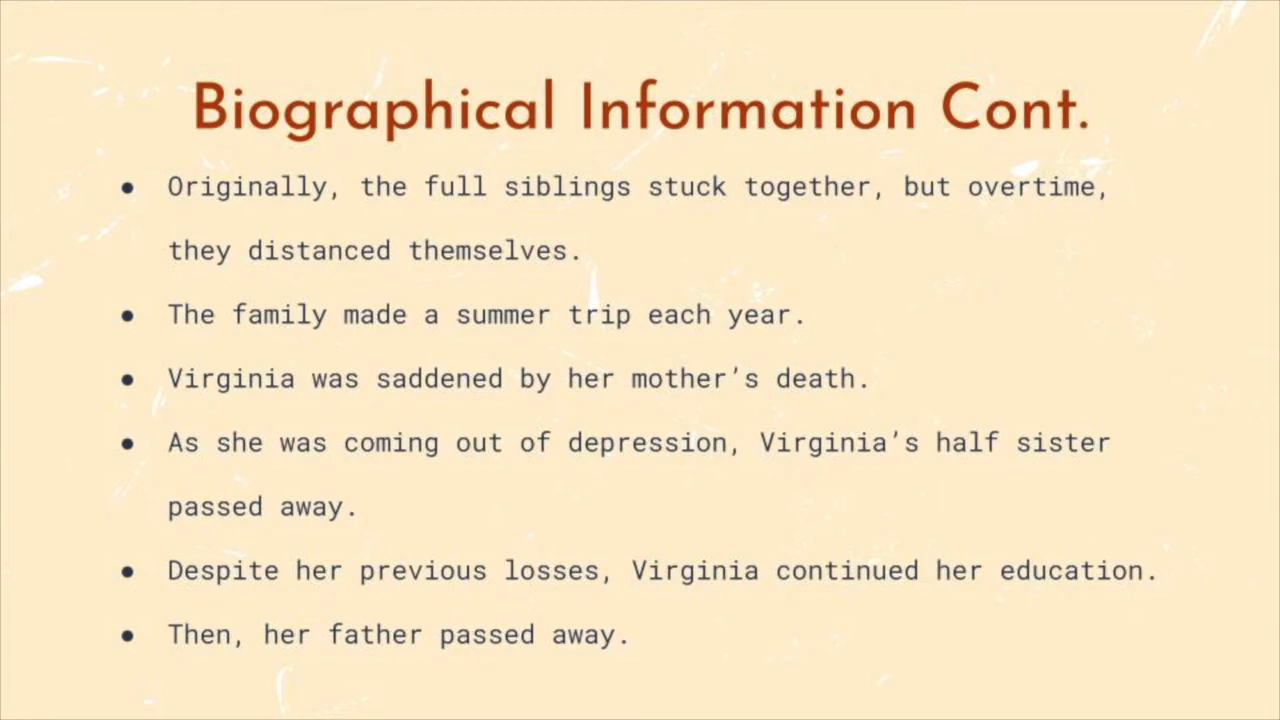 Biographical Information Cont.
● Originally, the full siblings stuck together, but overtime,
they distanced themselves.
● The family made a summer trip each year.
● Virginia was saddened by her mother’s death.
● As she was coming out of depression, Virginia’s half sister
passed away.
● Despite her previous losses, Virginia continued her education.
● Then, her father passed away.